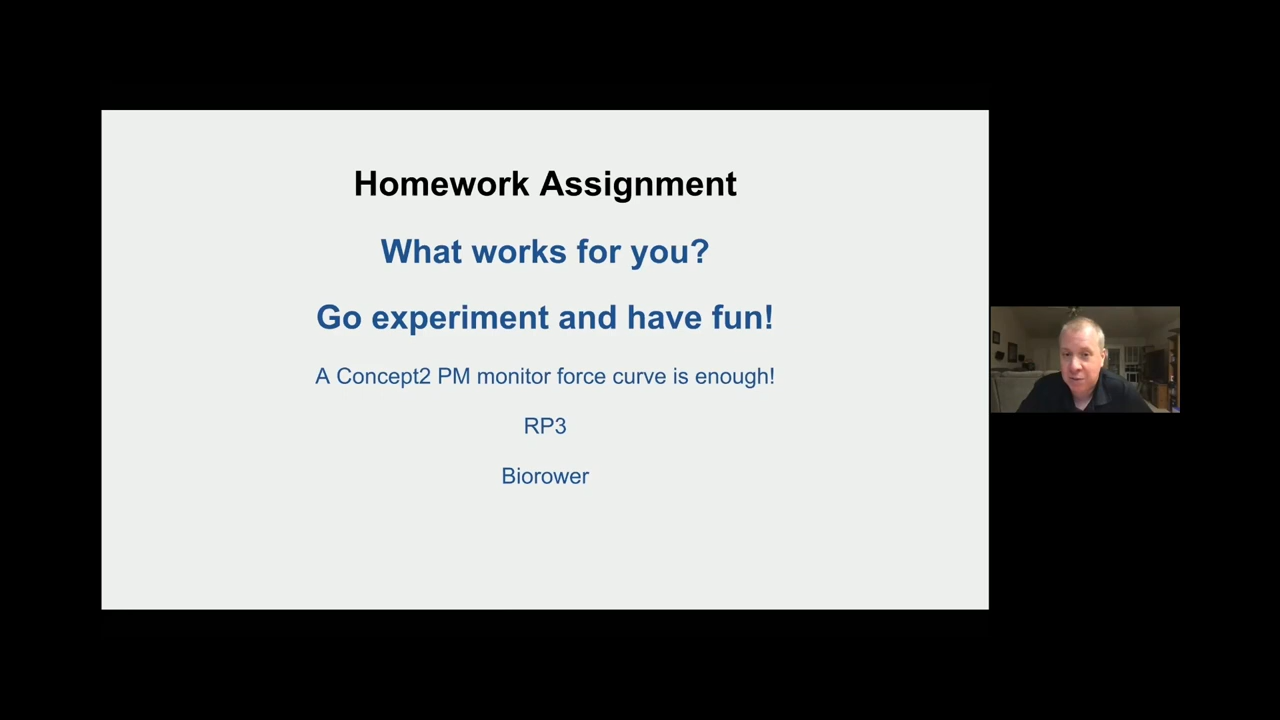 Homework Assignment
What works for you?
Go experiment and have fun!
A Concept2 PM monitor force curve is enough!
RP3
Biorower